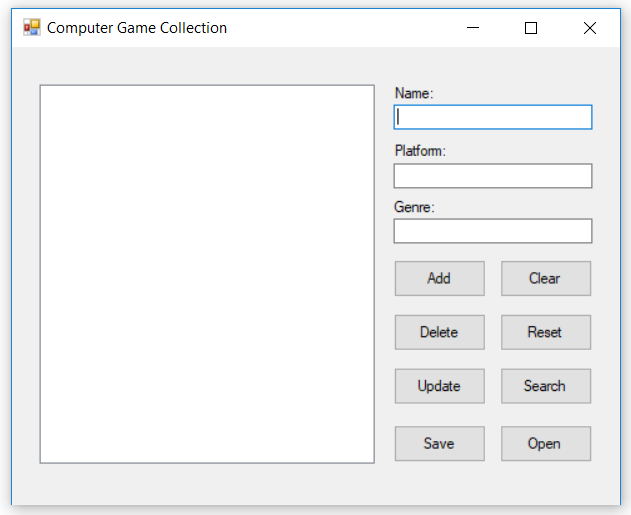 Computer Game Collection
Name:
Platform:
Genre:
Add Clear
Delete Reset
Update Search
Save Open